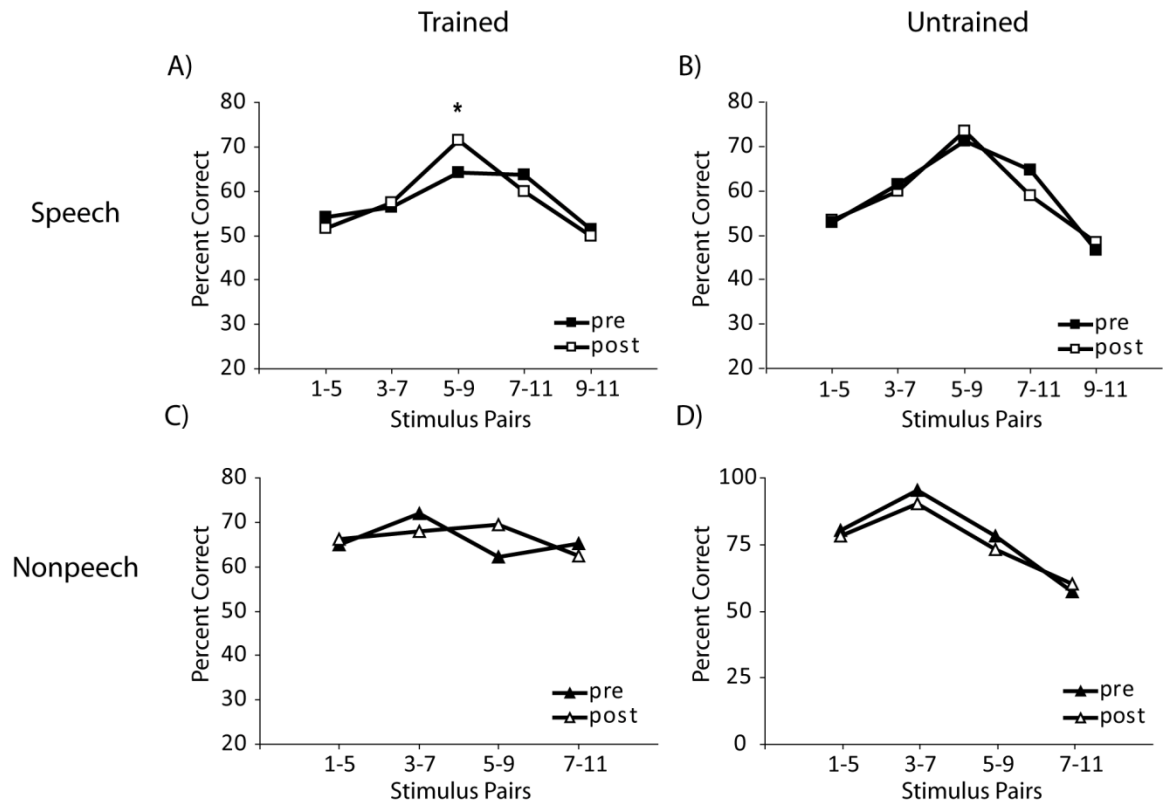 Trained
Untrained
Speech
Nonpeech
A)
*
80
70
60
50
40
30
20
Percent Correct
1-5 3-7 5-9 7-11 9-11
Stimulus Pairs
pre
post
B)
80
70
60
50
40
30
20
Percent Correct
1-5 3-7 5-9 7-11 9-11
Stimulus Pairs
pre
post
C)
80
70
60
50
40
30
20
Percent Correct
1-5 3-7 5-9 7-11
Stimulus Pairs
pre
post
D)
100
75
50
25
0
Percent Correct
1-5 3-7 5-9 7-11
Stimulus Pairs
pre
post